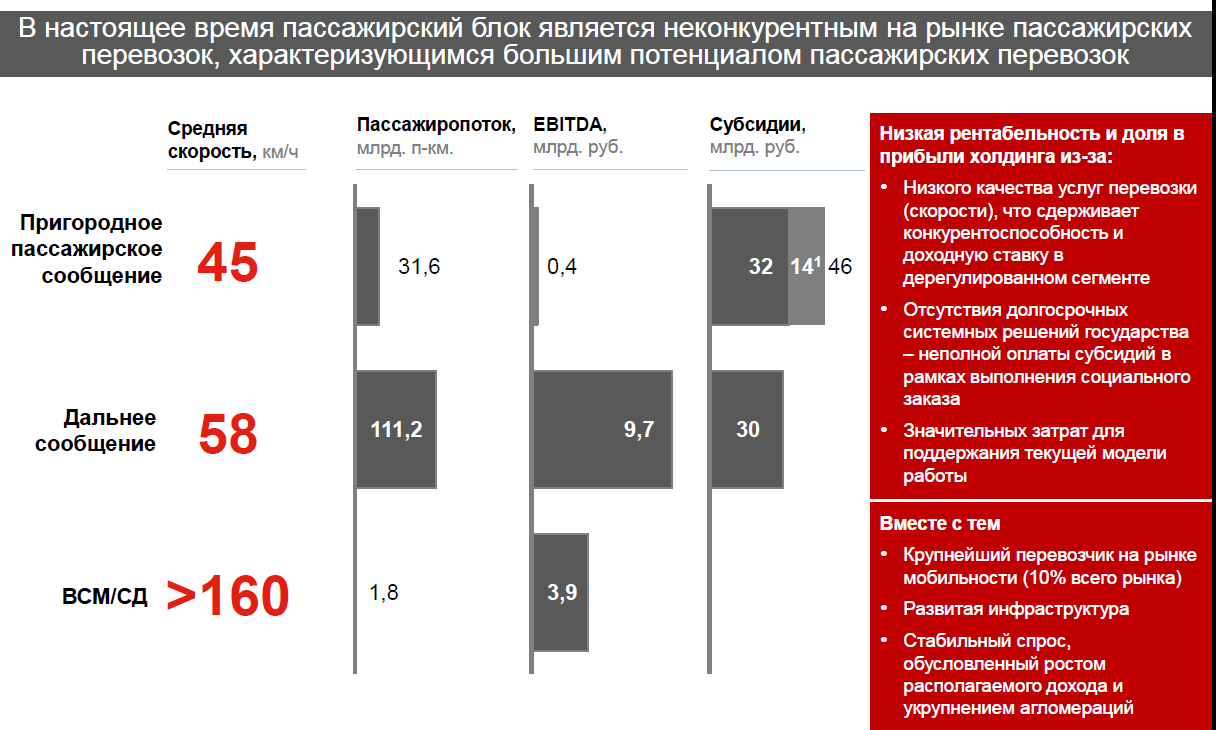 В настоящее время пассажирский блок является неконкурентным на рынке пассажирских
перевозок, характеризующимся большим потенциалом пассажирских перевозок
Средняя
скорость, км/ч
Пассажиропоток,
млрд. п-км.
EBITDA,
млрд. руб.
Субсидии,
млрд. руб.
Пригородное
пассажирское
сообщение
45
31,6
0,4
32
14¹
46
Дальнее
сообщение
58
111,2
9,7
30
ВСМ/СД
>160
1,8
3,9
Низкая рентабельность и доля в
прибыли холдинга из-за:
• Низкого качества услуг перевозки
(скорости), что сдерживает
конкурентоспособность и
доходную ставку в
дерегулированном сегменте
• Отсутствия долгосрочных
системных решений государства
– неполной оплаты субсидий в
рамках выполнения социального
заказа
• Значительных затрат для
поддержания текущей модели
работы
Вместе с тем
• Крупнейший перевозчик на рынке
мобильности (10% всего рынка)
• Развитая инфраструктура
• Стабильный спрос,
обусловленный ростом
располагаемого дохода и
укрупнением агломераций